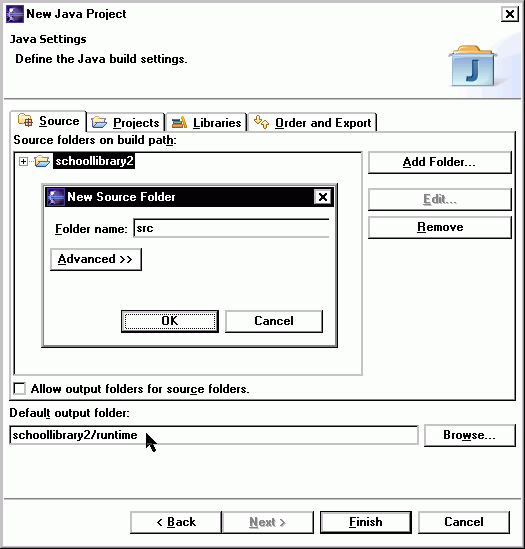 New Java Project
Java Settings
Define the Java build settings.
Source Projects Libraries Order and Export
Source folders on build path:
schoollibrary2
Add Folder...
New Source Folder
Edit...
Folder name: src
Remove
Advanced >>
OK Cancel
Allow output folders for source folders.
Default output folder:
schoollibrary2/runtime
Browse...
< Back Next > Finish Cancel